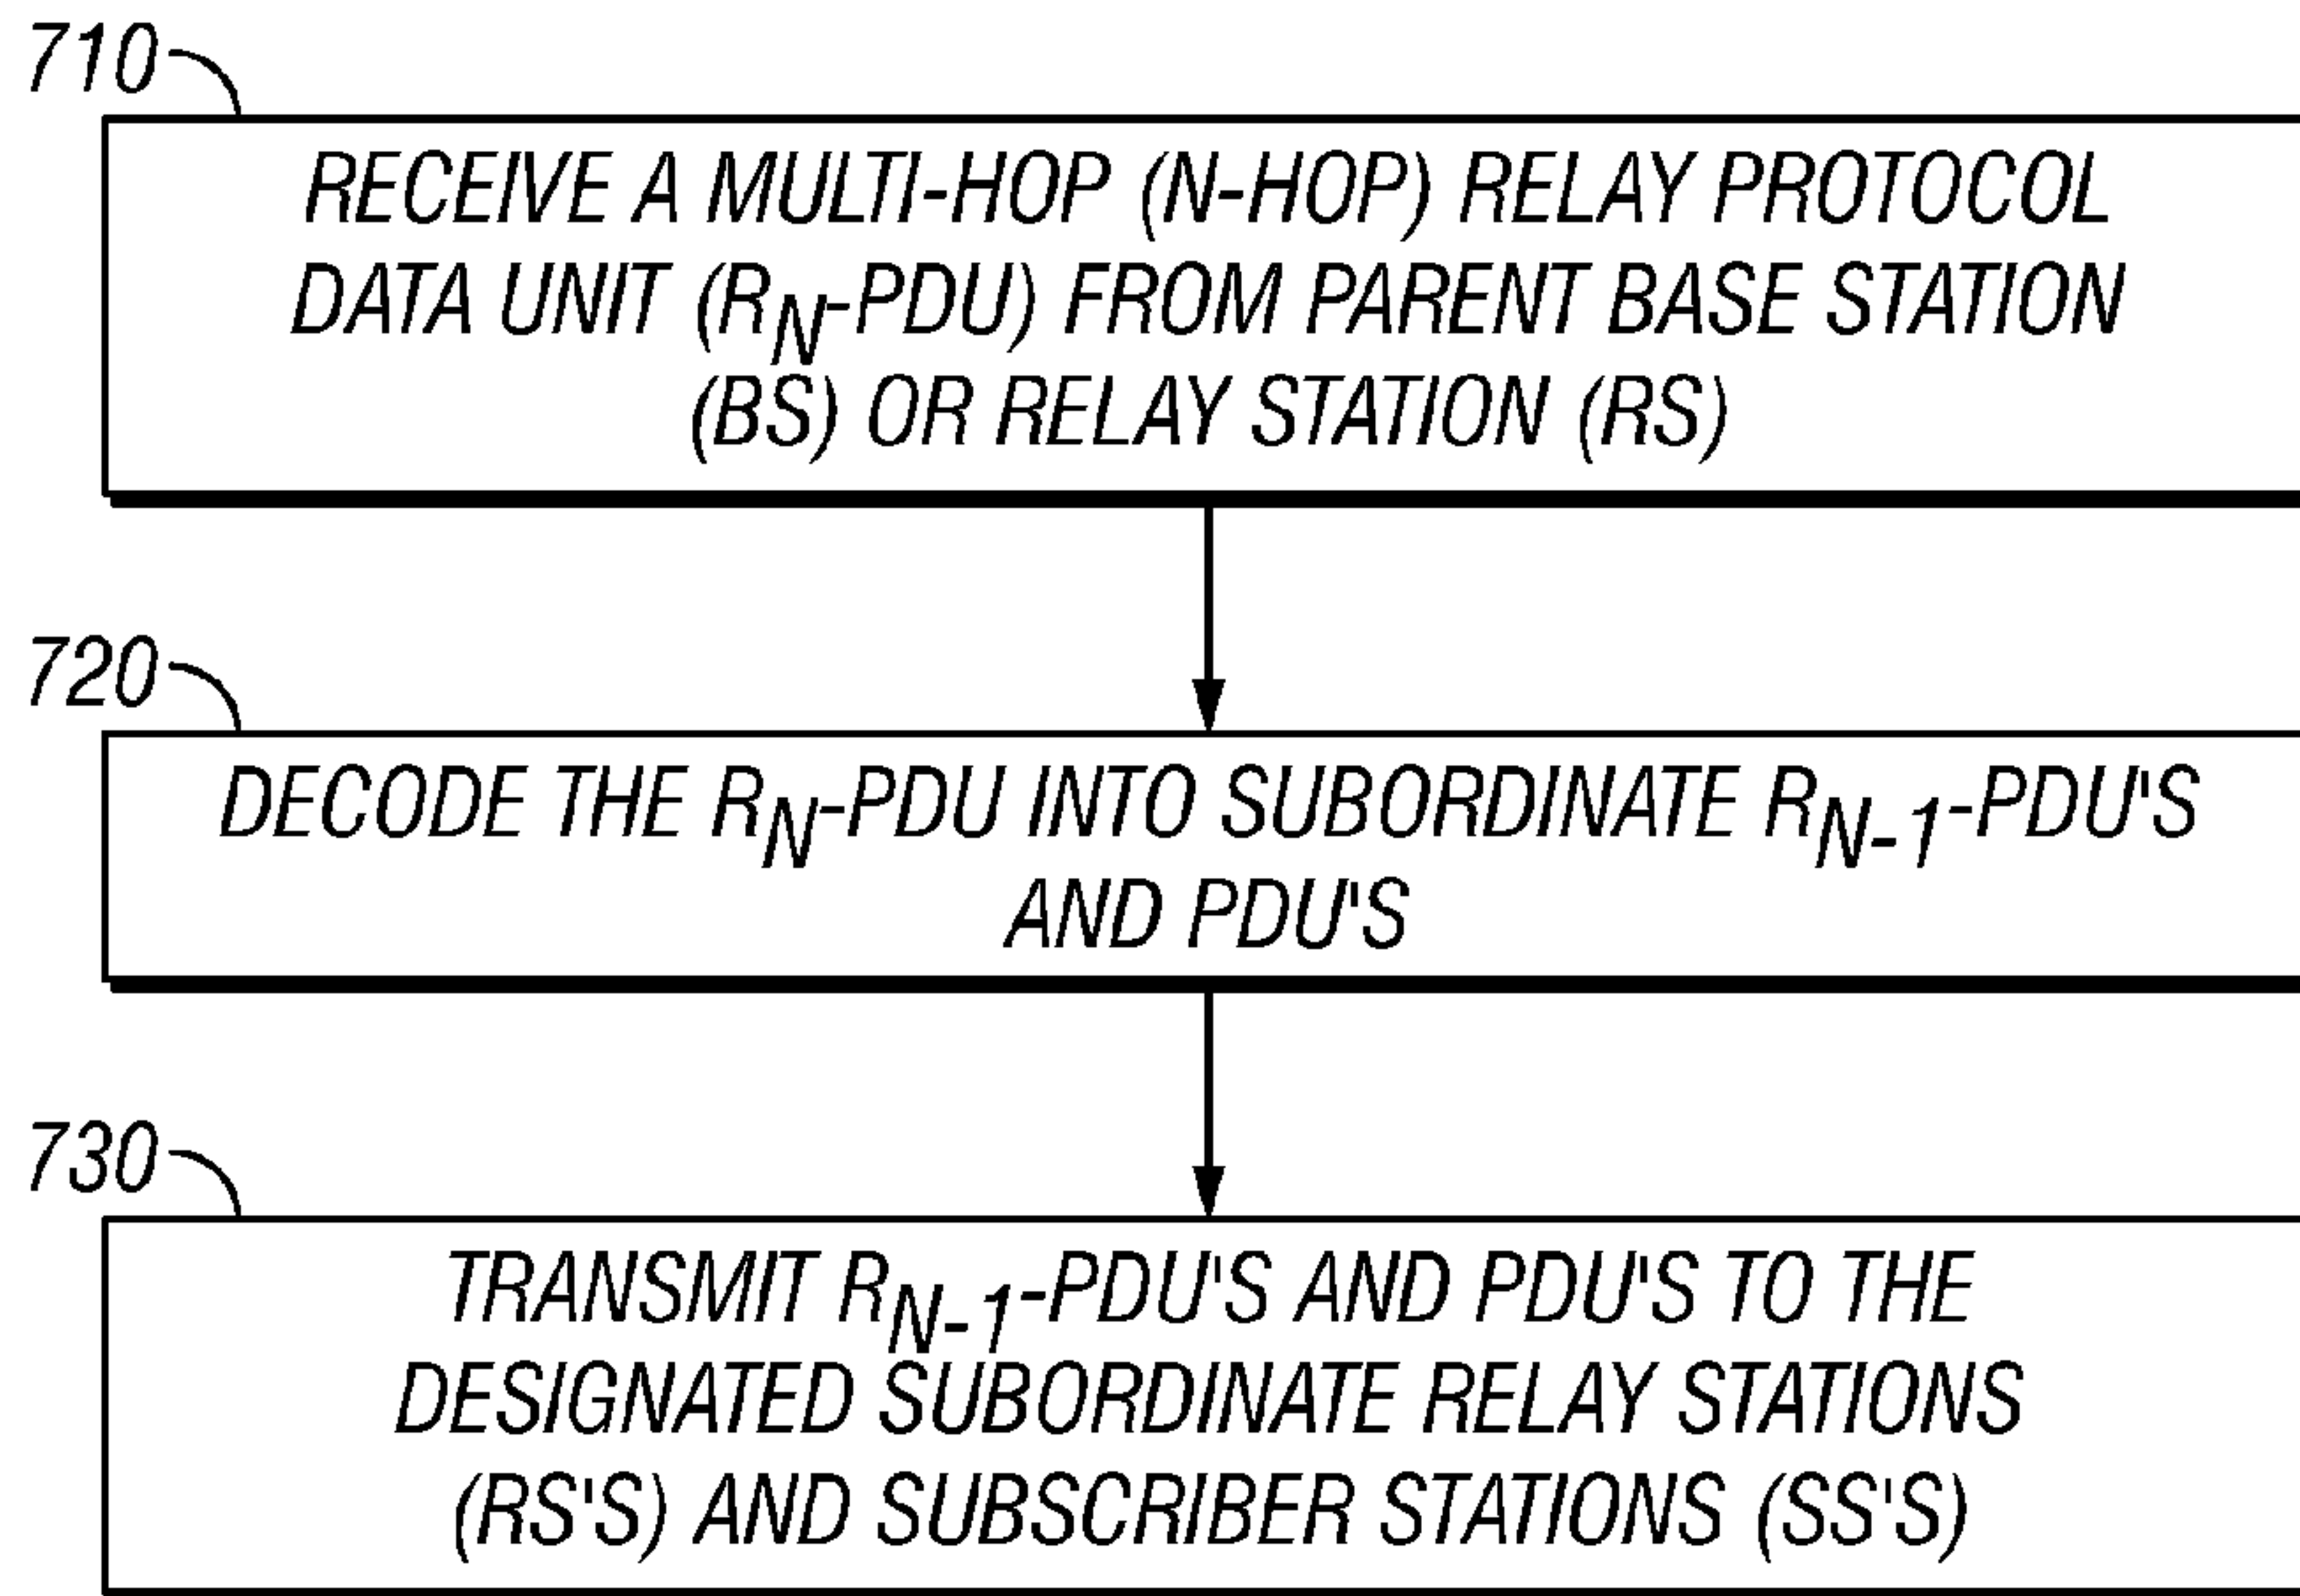 710
RECEIVE A MULTI-HOP (N-HOP) RELAY PROTOCOL
DATA UNIT (RN-PDU) FROM PARENT BASE STATION
(BS) OR RELAY STATION (RS)
720
DECODE THE RN-PDU INTO SUBORDINATE RN-1-PDU'S
AND PDU'S
730
TRANSMIT RN-1-PDU'S AND PDU'S TO THE
DESIGNATED SUBORDINATE RELAY STATIONS
(RS'S) AND SUBSCRIBER STATIONS (SS'S)